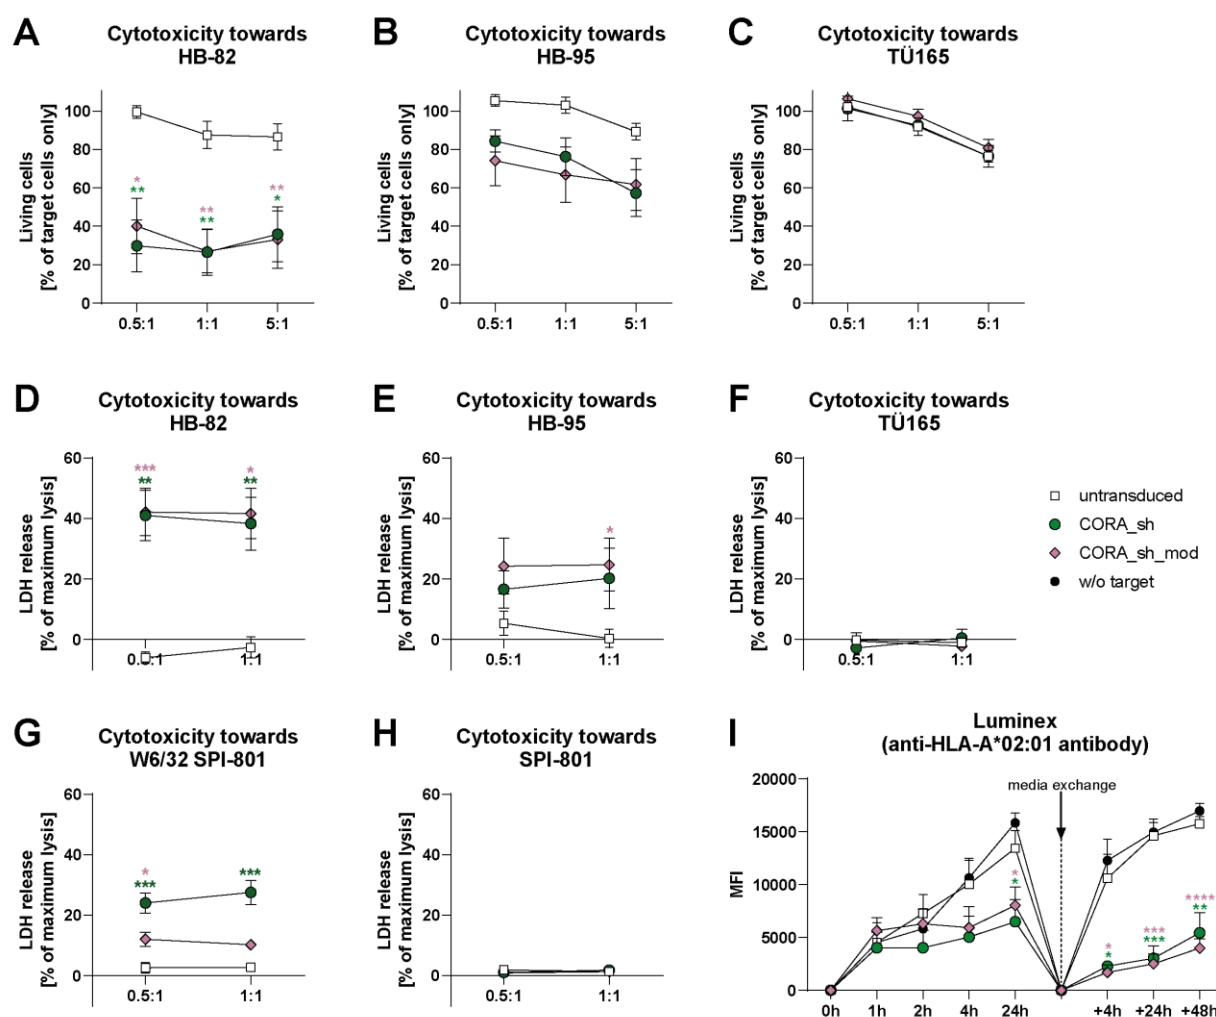 A
Cytotoxicity towards
HB-82
Living cells
[% of target cells only]
100
80
60
40
20
0
*
**
**
**
**
*
0.5:1
1:1
5:1
B
Cytotoxicity towards
HB-95
Living cells
[% of target cells only]
100
80
60
40
20
0
0.5:1
1:1
5:1
C
Cytotoxicity towards
TÜ165
Living cells
[% of target cells only]
100
80
60
40
20
0
0.5:1
1:1
5:1
D
Cytotoxicity towards
HB-82
LDH release
[% of maximum lysis]
60
40
20
0
***
**
*
**
0.5:1
1:1
E
Cytotoxicity towards
HB-95
LDH release
[% of maximum lysis]
60
40
20
0
*
0.5:1
1:1
F
Cytotoxicity towards
TÜ165
LDH release
[% of maximum lysis]
60
40
20
0
0.5:1
1:1
untransduced
CORA_sh
CORA_sh_mod
w/o target
G
Cytotoxicity towards
W6/32 SPI-801
LDH release
[% of maximum lysis]
60
40
20
0
*
***
***
0.5:1
1:1
H
Cytotoxicity towards
SPI-801
LDH release
[% of maximum lysis]
60
40
20
0
0.5:1
1:1
I
Luminex
(anti-HLA-A*02:01 antibody)
MFI
20000
15000
10000
5000
0
media exchange
*
*
*
*
***
***
****
**
0h
1h
2h
4h
24h
+4h
+24h
+48h